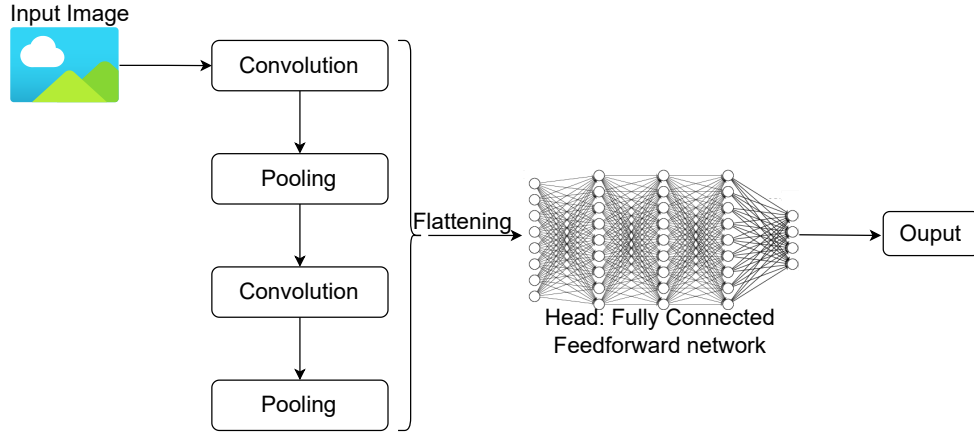 Input Image
Convolution
Pooling
Convolution
Pooling
Flattening
Head: Fully Connected
Feedforward network
Ouput